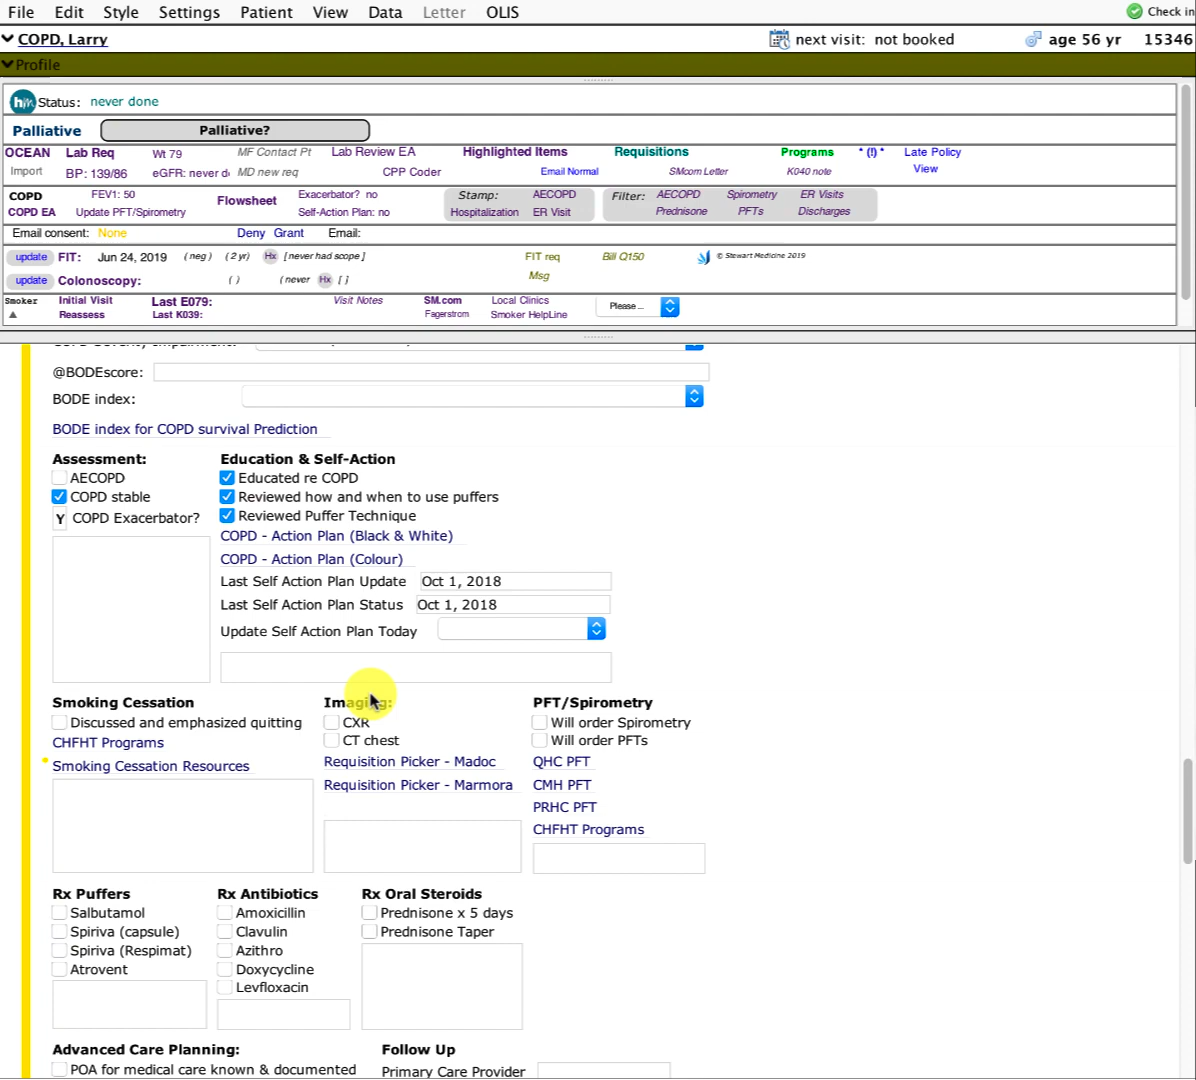 File Edit Style Settings Patient View Data Letter OLIS Check in
COPD, Larry next visit: not booked age 56 yr 15346
Profile
hm Status: never done
Palliative Palliative?
OCEAN Lab Req Wt 79 MF Contact Pt Lab Review EA Highlighted Items Requisitions Programs * (!) * Late Policy
Import BP: 139/86 eGFR: never d MD new req CPP Coder Email Normal SMcom Letter K040 note View
COPD FEV1: 50 Flowsheet Exacerbator? no Stamp: AECOPD Filter: AECOPD Spirometry ER Visits
COPD EA Update PFT/Spirometry Self-Action Plan: no Hospitalization ER Visit Prednisone PFTs Discharges
Email consent: None Deny Grant Email:
update FIT: Jun 24, 2019 (neg) (2 yr) Hx [never had scope] FIT req Bill Q150 © Stewart Medicine 2019
update Colonoscopy: ( ) (never Hx [ ] Msg
Smoker Initial Visit Last E079: Visit Notes SM.com Local Clinics Please ...
Reassess Last K039: Fagerstrom Smoker HelpLine
@BODEscore:
BODE index:
BODE index for COPD survival Prediction
Assessment: Education & Self-Action
AECOPD Educated re COPD
COPD stable Reviewed how and when to use puffers
Y COPD Exacerbator? Reviewed Puffer Technique
COPD - Action Plan (Black & White)
COPD - Action Plan (Colour)
Last Self Action Plan Update Oct 1, 2018
Last Self Action Plan Status Oct 1, 2018
Update Self Action Plan Today
Smoking Cessation Imaging: PFT/Spirometry
Discussed and emphasized quitting CXR Will order Spirometry
CHFHT Programs CT chest Will order PFTs
Smoking Cessation Resources Requisition Picker - Madoc QHC PFT
Requisition Picker - Marmora CMH PFT
PRHC PFT
CHFHT Programs
Rx Puffers Rx Antibiotics Rx Oral Steroids
Salbutamol Amoxicillin Prednisone x 5 days
Spiriva (capsule) Clavulin Prednisone Taper
Spiriva (Respimat) Azithro
Atrovent Doxycycline
Levfloxacin
Advanced Care Planning: Follow Up
POA for medical care known & documented Primary Care Provider